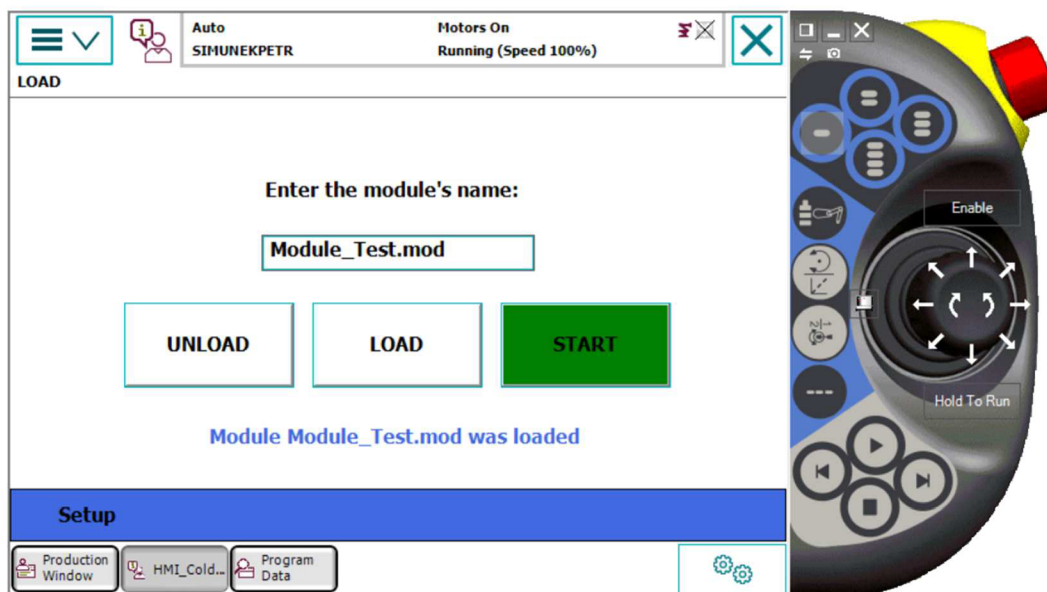 Auto
SIMUNEKPETR
Motors On
Running (Speed 100%)
LOAD
Enter the module's name:
Module_Test.mod
UNLOAD
LOAD
START
Module Module_Test.mod was loaded
Setup
Production
Window
HMI_Cold...
Program
Data
Enable
Hold To Run